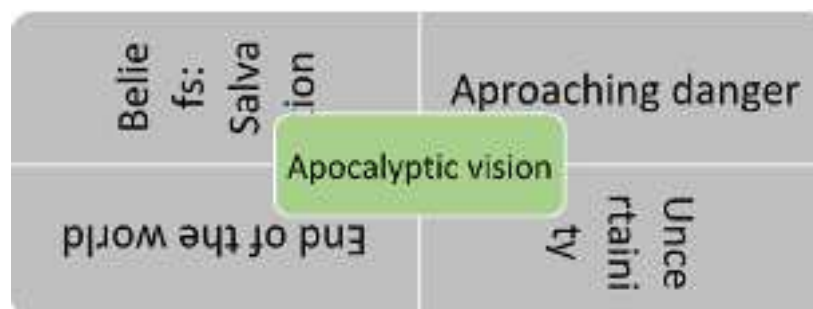 Belie
fs:
Salva
ion
Aproaching danger
Apocalyptic vision
End of the world
Unce
rtaini
ty